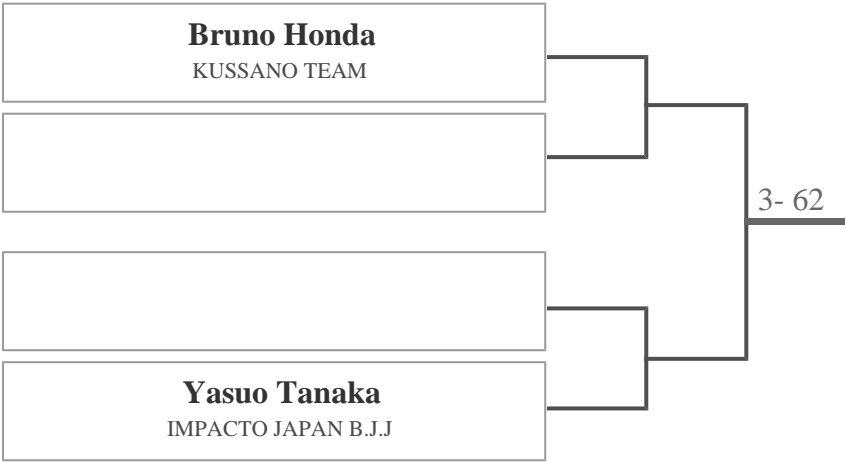 Bruno Honda
KUSSANO TEAM
3- 62
Yasuo Tanaka
IMPACTO JAPAN B.J.J